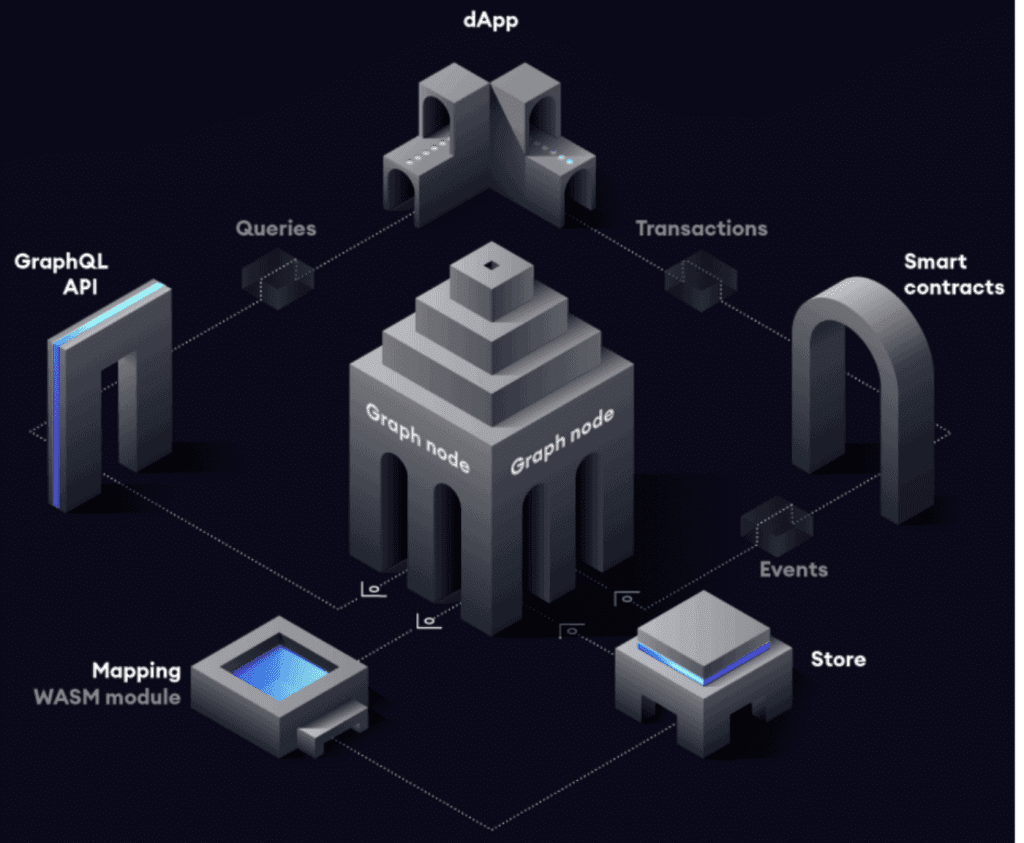 dApp
Queries
Transactions
GraphQL
API
Smart
contracts
Graph node
Graph node
Events
Mapping
WASM module
Store